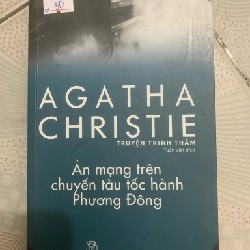 AGATHA
CHRISTIE
TRUYỆN TRINH THÁM
Án mạng trên
chuyến tàu tốc hành
Phương Đông